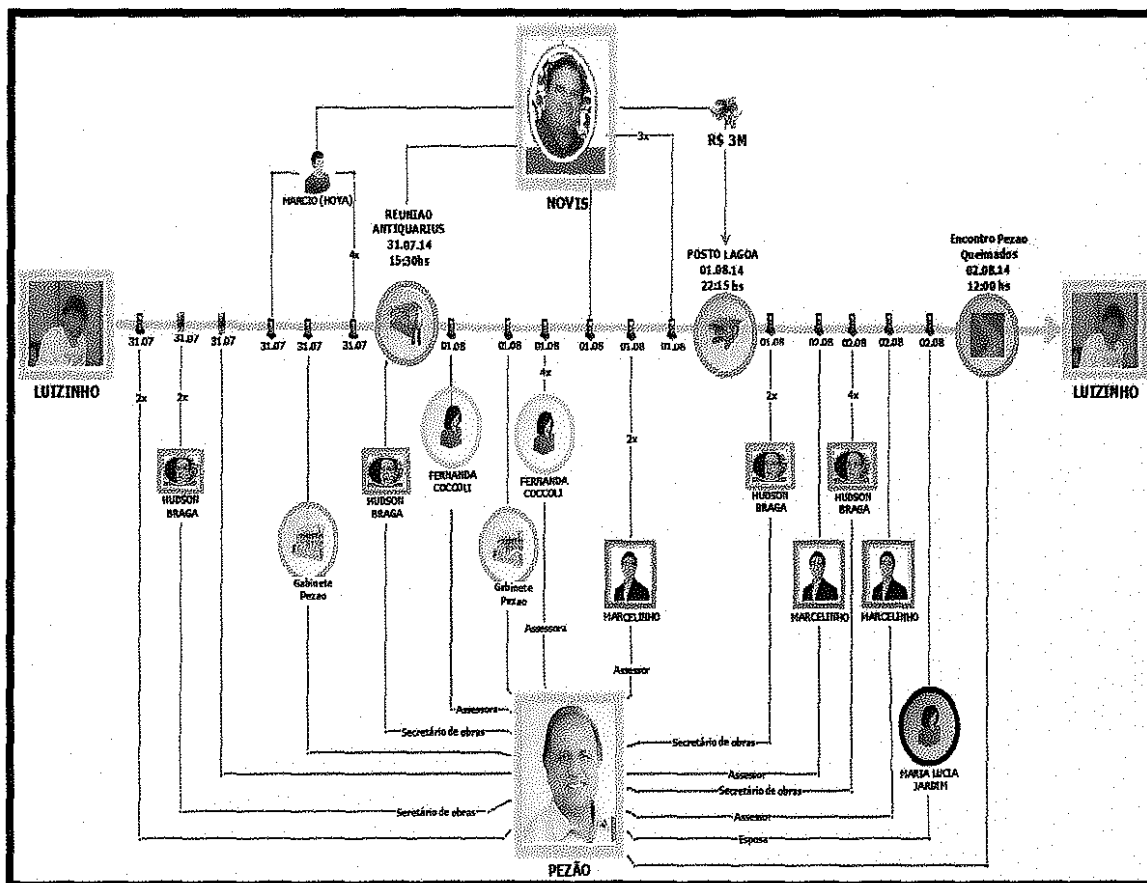 NOVIS
3x
R$ 3M
MARCIO (HOYA)
4x
REUNIAO
ANTIQUARIUS
31.07.14
15:30hs
POSTO LAGOA
01.08.14
22:15 hs
Encontro Pezao
Queimados
02.08.14
12:00 hs
LUIZINHO
31.07
31.07
31.07
31.07
31.07
31.07
01.08
01.08
01.08
01.08
01.08
01.08
01.08
02.08
02.08
02.08
02.08
LUIZINHO
2x
2x
4x
2x
2x
4x
HUDSON
BRAGA
HUDSON
BRAGA
FERNANDA
COCCOLI
FERNANDA
COCCOLI
HUDSON
BRAGA
HUDSON
BRAGA
Gabinete
Pezao
Gabinete
Pezao
MARCELINHO
MARCELINHO
MARCELINHO
Assessora
Assessor
Assessora
Secretário de obras
Secretário de obras
MARIA LUCIA
JARDIM
Assessor
Secretário de obras
Seretário de obras
Assessor
Esposa
PEZÃO